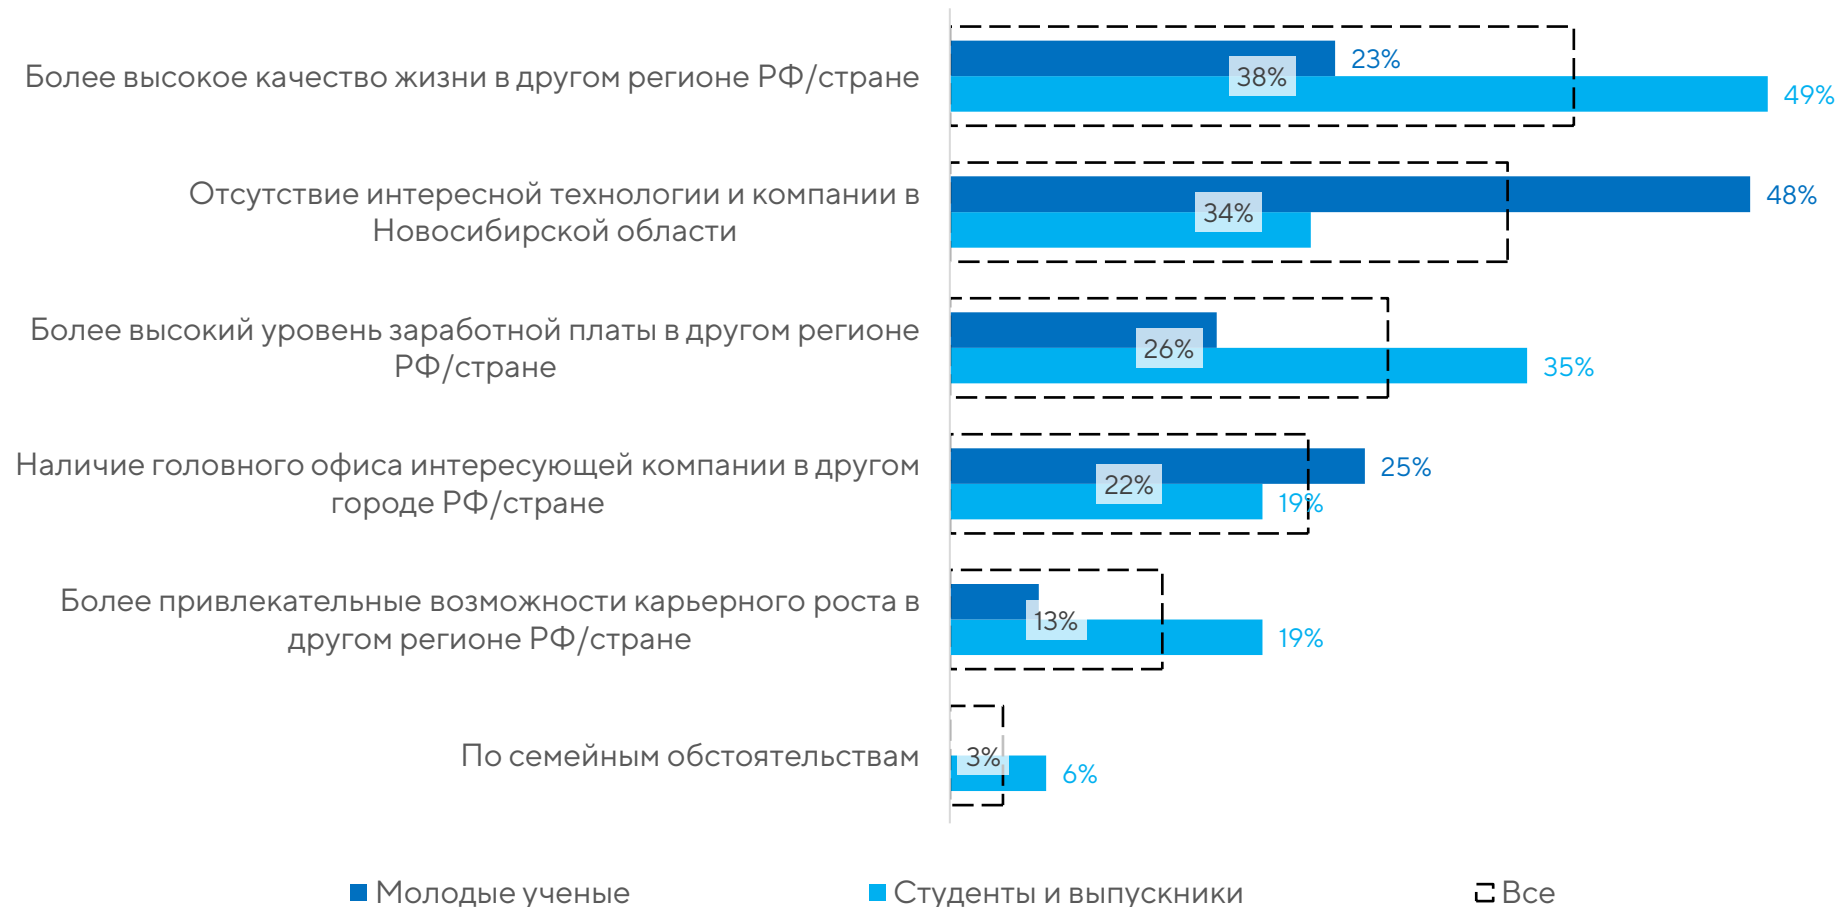 Более высокое качество жизни в другом регионе РФ/стране
23%
38%
49%
Отсутствие интересной технологии и компании в
Новосибирской области
48%
34%
Более высокий уровень заработной платы в другом регионе
РФ/стране
26%
35%
Наличие головного офиса интересующей компании в другом
городе РФ/стране
25%
22%
19%
Более привлекательные возможности карьерного роста в
другом регионе РФ/стране
13%
19%
По семейным обстоятельствам
3%
6%
Молодые ученые
Студенты и выпускники
Все